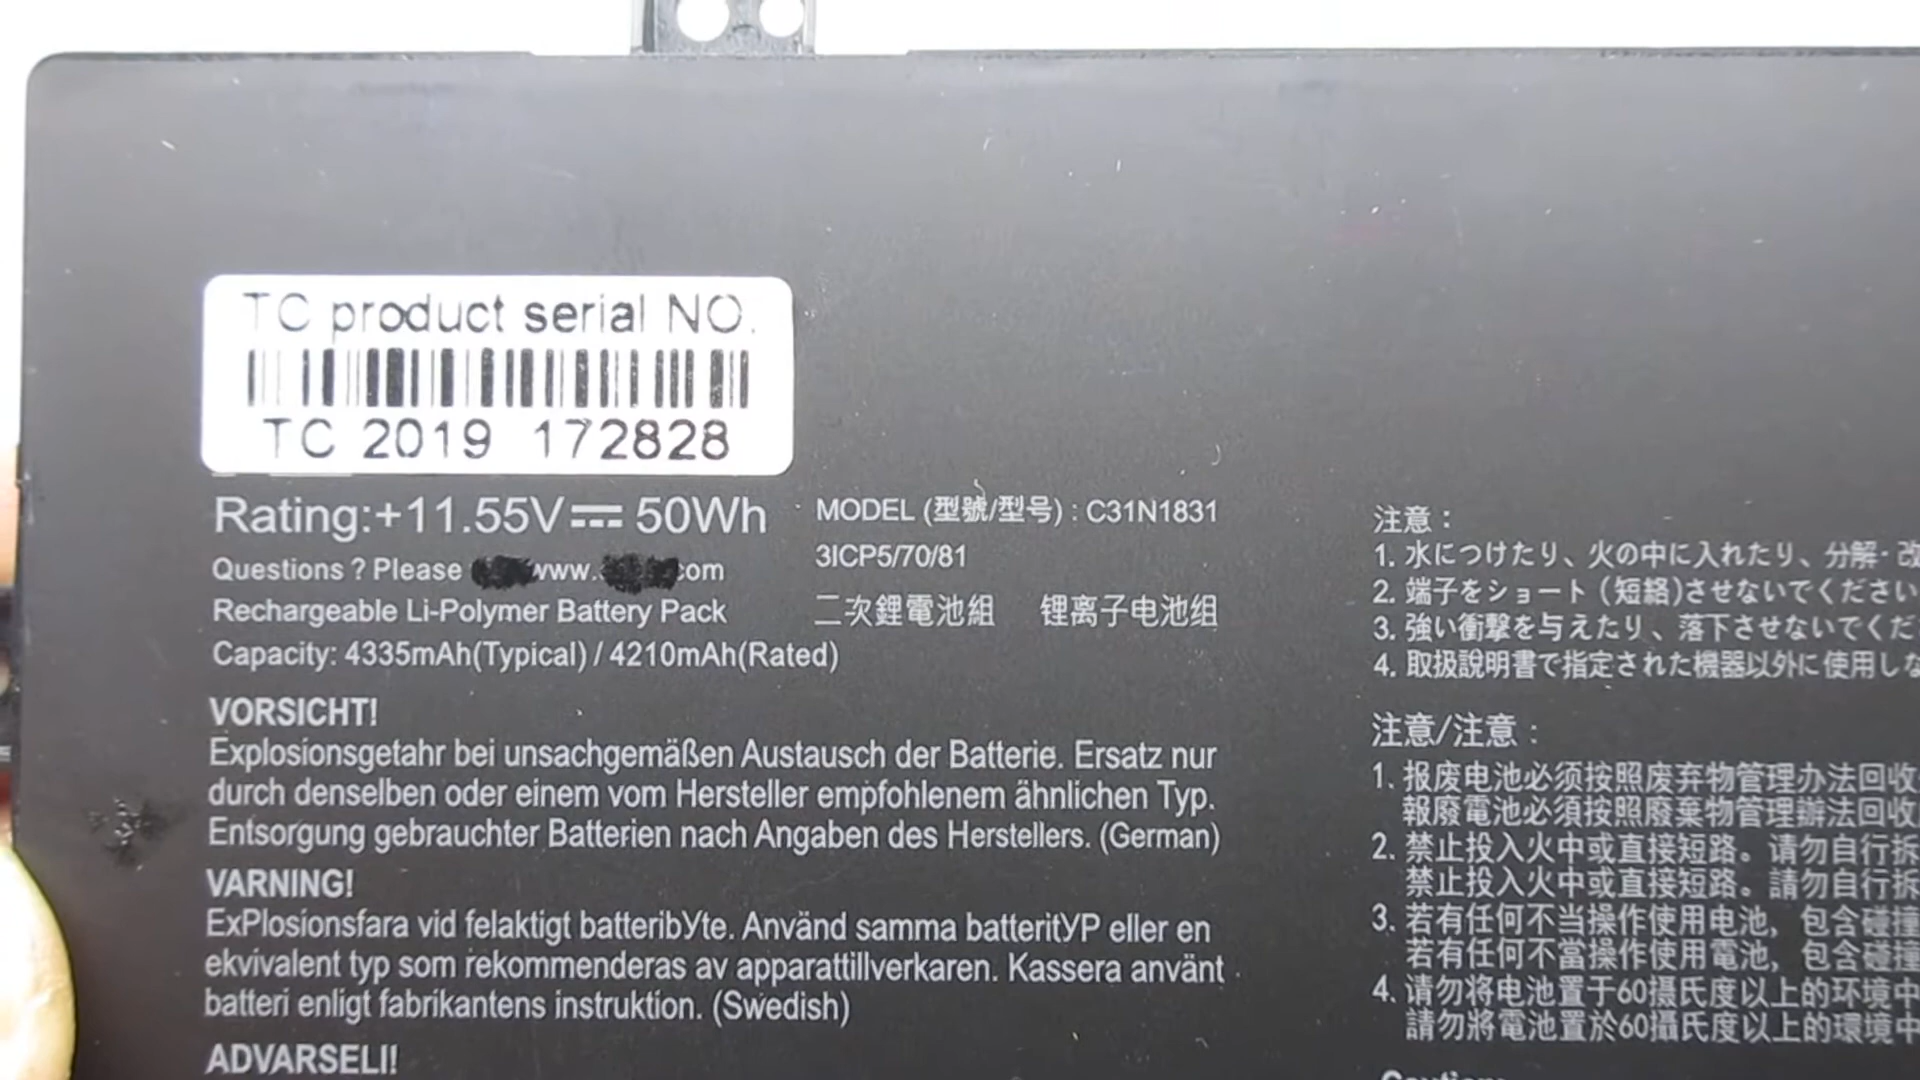 TC product serial NO.
TC 2019 172828
Rating:+11.55V⎓50Wh
Questions ? Please www. com
Rechargeable Li-Polymer Battery Pack
Capacity: 4335mAh(Typical) / 4210mAh(Rated)
MODEL (型號/型号) : C31N1831
3ICP5/70/81
二次鋰電池組 锂离子电池组
VORSICHT!
Explosionsgetahr bei unsachgemäßen Austausch der Batterie. Ersatz nur
durch denselben oder einem vom Hersteller empfohlenem ähnlichen Typ.
Entsorgung gebrauchter Batterien nach Angaben des Herstellers. (German)
VARNING!
ExPlosionsfara vid felaktigt batteribYte. Använd samma batteritYP eller en
ekvivalent typ som rekommenderas av apparattillverkaren. Kassera använt
batteri enligt fabrikantens instruktion. (Swedish)
ADVARSELI!
注意：
1. 水につけたり、火の中に入れたり、分解・改
2. 端子をショート（短絡）させないでください
3. 強い衝撃を与えたり、落下させないでくだ
4. 取扱説明書で指定された機器以外に使用しな
注意/注意：
1. 报废电池必须按照废弃物管理办法回收
報廢電池必須按照廢棄物管理辦法回收
2. 禁止投入火中或直接短路。请勿自行拆
禁止投入火中或直接短路。請勿自行拆
3. 若有任何不当操作使用电池，包含碰撞
若有任何不當操作使用電池，包含碰撞
4. 请勿将电池置于60摄氏度以上的环境中
請勿將電池置於60攝氏度以上的環境中